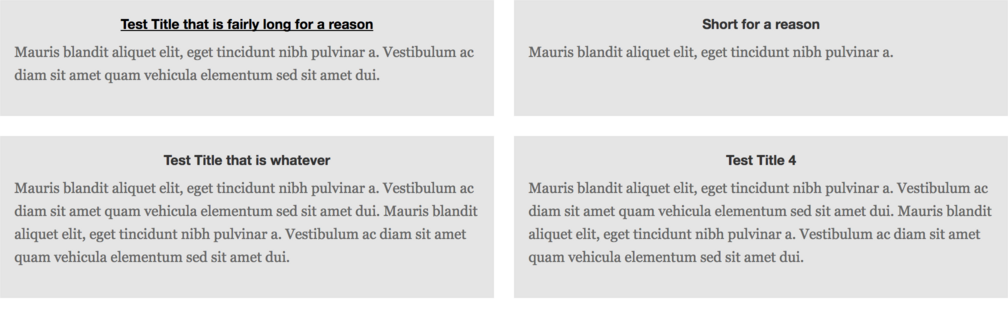 Test Title that is fairly long for a reason
Mauris blandit aliquet elit, eget tincidunt nibh pulvinar a. Vestibulum ac
diam sit amet quam vehicula elementum sed sit amet dui.
Short for a reason
Mauris blandit aliquet elit, eget tincidunt nibh pulvinar a.
Test Title that is whatever
Mauris blandit aliquet elit, eget tincidunt nibh pulvinar a. Vestibulum ac
diam sit amet quam vehicula elementum sed sit amet dui. Mauris blandit
aliquet elit, eget tincidunt nibh pulvinar a. Vestibulum ac diam sit amet
quam vehicula elementum sed sit amet dui.
Test Title 4
Mauris blandit aliquet elit, eget tincidunt nibh pulvinar a. Vestibulum ac
diam sit amet quam vehicula elementum sed sit amet dui. Mauris blandit
aliquet elit, eget tincidunt nibh pulvinar a. Vestibulum ac diam sit amet
quam vehicula elementum sed sit amet dui.